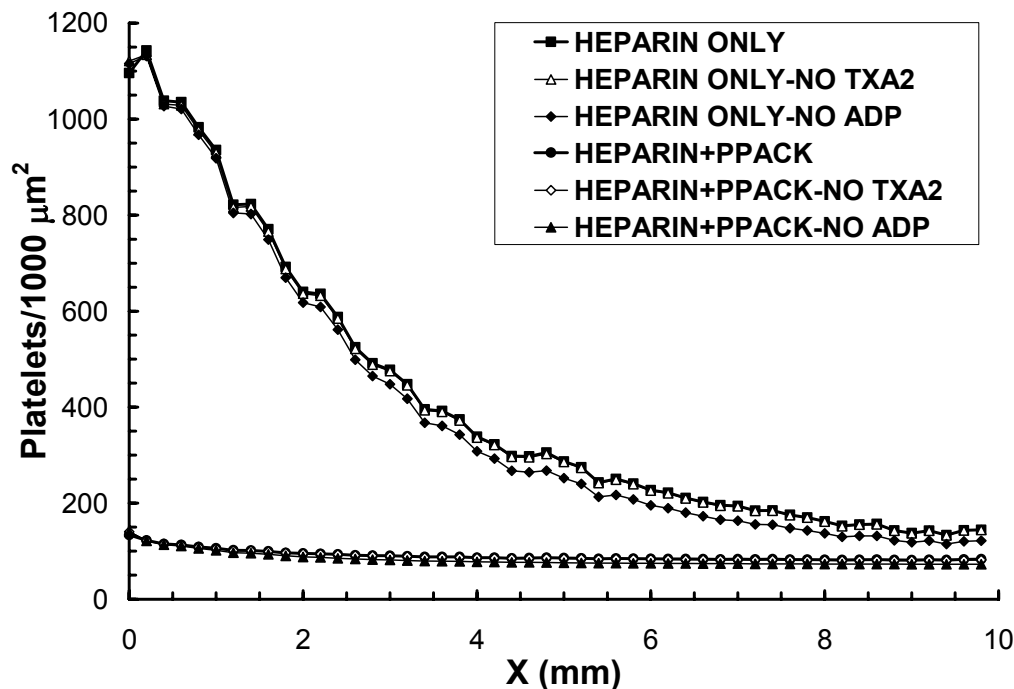 1200
1000
800
600
400
200
0
Platelets/1000 µm²
HEPARIN ONLY
HEPARIN ONLY-NO TXA2
HEPARIN ONLY-NO ADP
HEPARIN+PPACK
HEPARIN+PPACK-NO TXA2
HEPARIN+PPACK-NO ADP
0 2 4 6 8 10
X (mm)